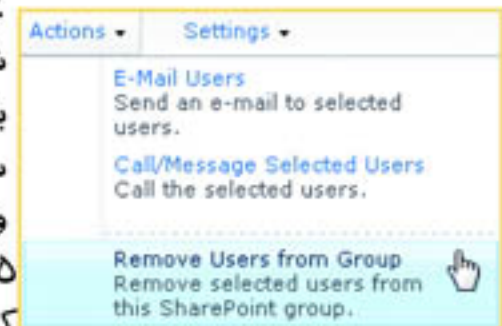 Actions Settings
E-Mail Users
Send an e-mail to selected
users.
Call/Message Selected Users
Call the selected users.
Remove Users from Group
Remove selected users from
this SharePoint group.